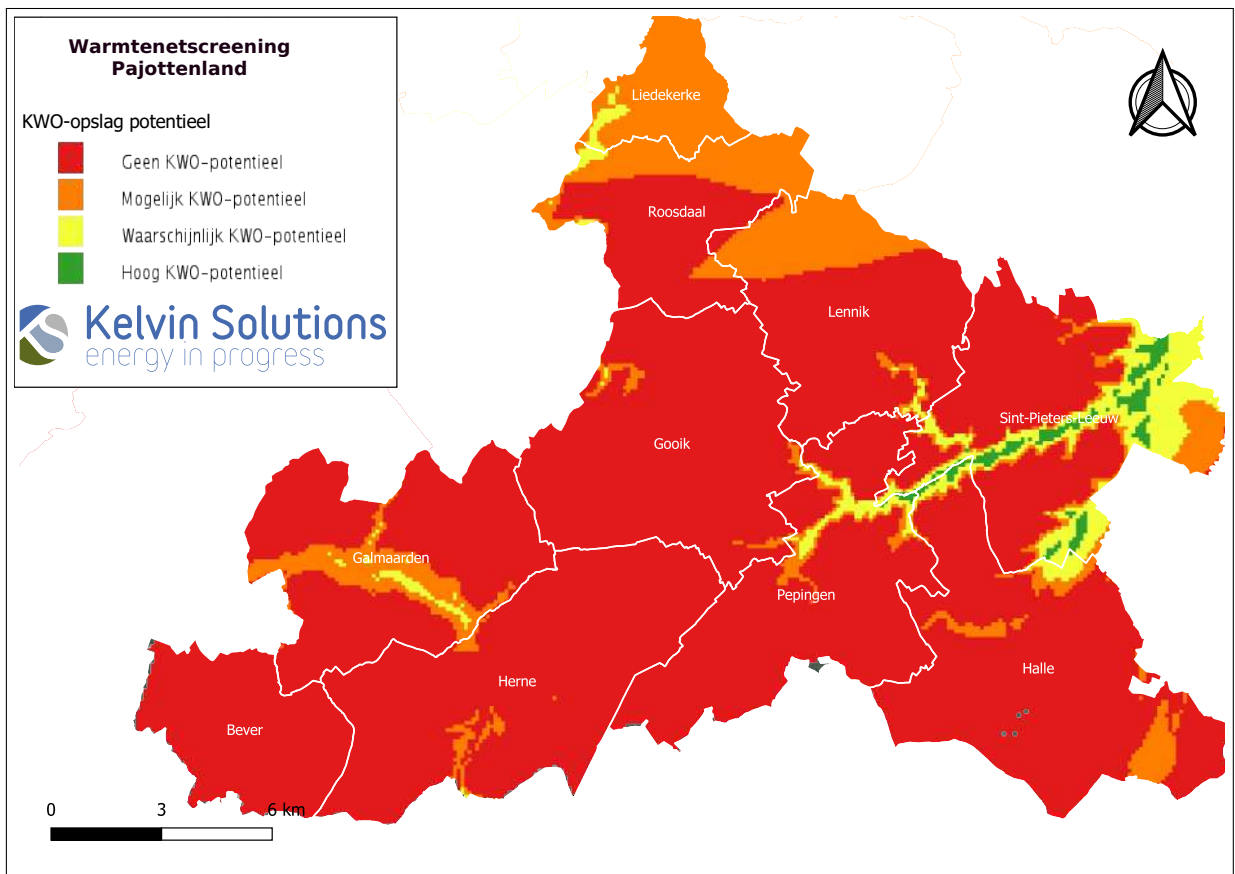 Warmtenetscreening
Pajottenland
KWO-opslag potentieel
Geen KWO-potentieel
Mogelijk KWO-potentieel
Waarschijnlijk KWO-potentieel
Hoog KWO-potentieel
Kelvin Solutions
energy in progress
Liedekerke
Roosdaal
Lennik
Sint-Pieters-Leeuw
Gooik
Galmaarden
Pepingen
Herne
Halle
Bever
0 3 6 km